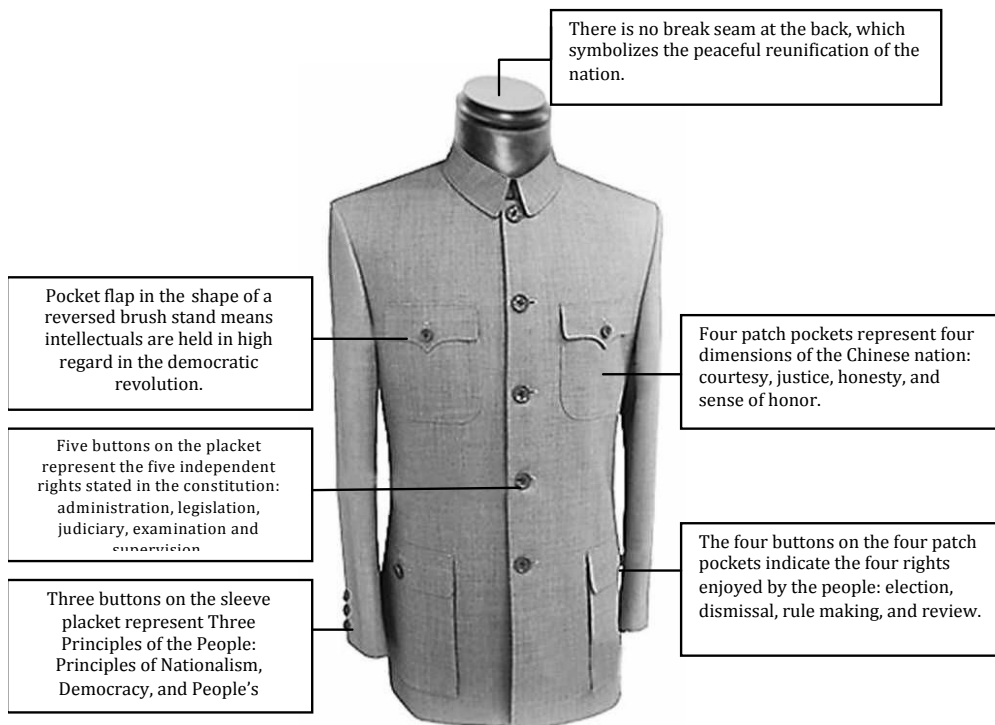 There is no break seam at the back, which
symbolizes the peaceful reunification of the
nation.
Pocket flap in the shape of a
reversed brush stand means
intellectuals are held in high
regard in the democratic
revolution.
Four patch pockets represent four
dimensions of the Chinese nation:
courtesy, justice, honesty, and
sense of honor.
Five buttons on the placket
represent the five independent
rights stated in the constitution:
administration, legislation,
judiciary, examination and
supervision
The four buttons on the four patch
pockets indicate the four rights
enjoyed by the people: election,
dismissal, rule making, and review.
Three buttons on the sleeve
placket represent Three
Principles of the People:
Principles of Nationalism,
Democracy, and People's